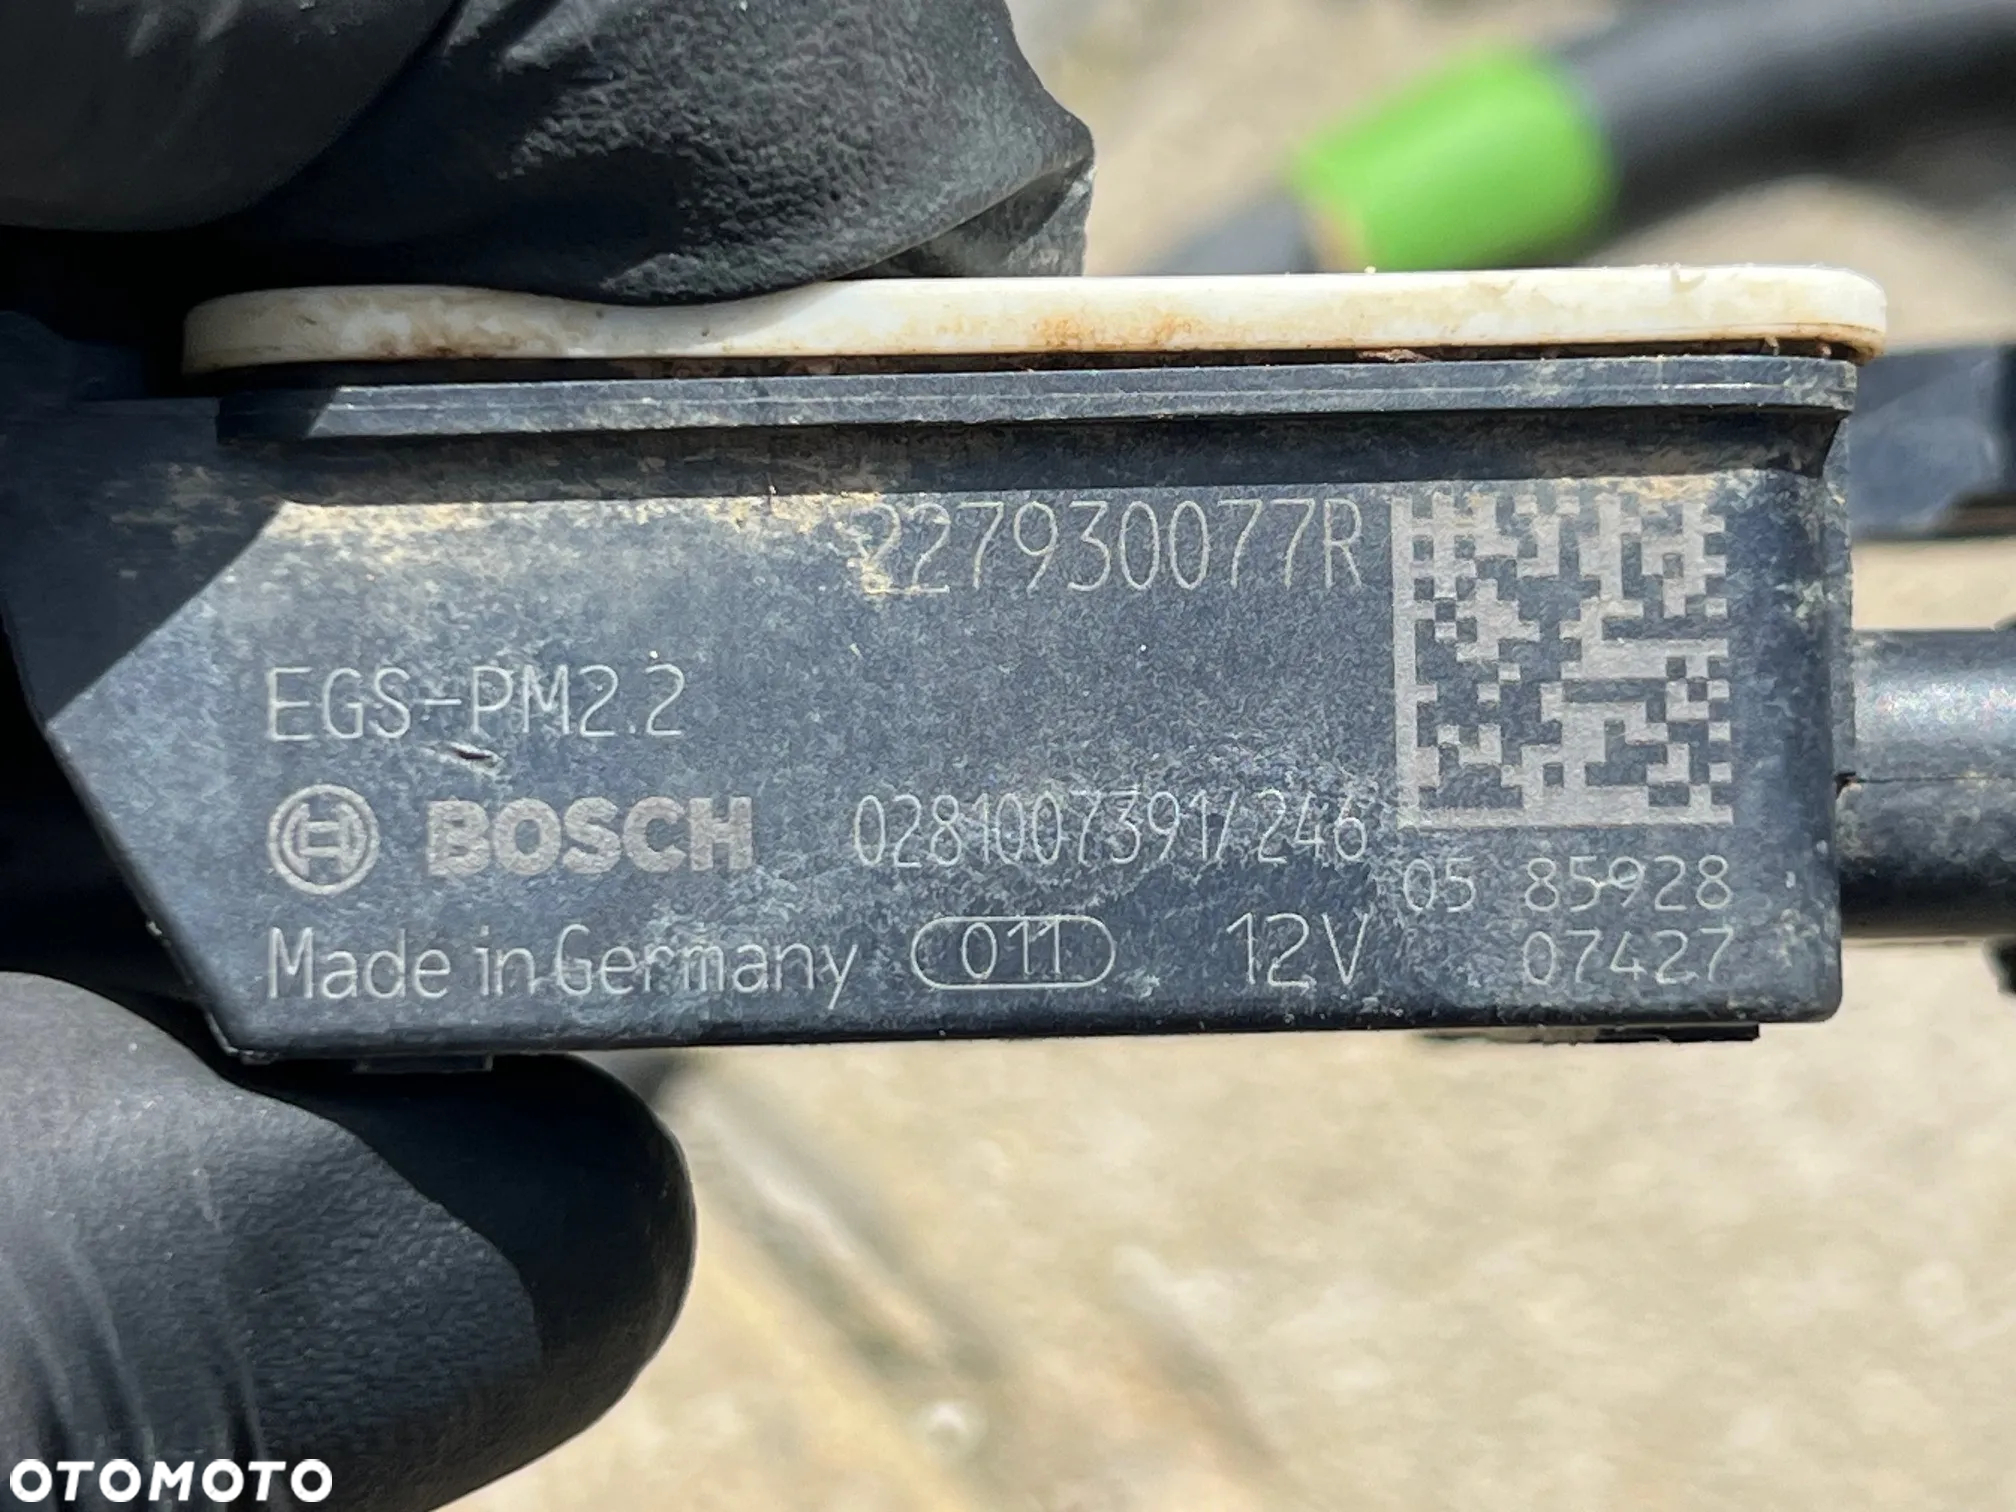 227930077R
EGS-PM2.2
BOSCH 0281007391/246
05 85928
Made in Germany 011 12V 07427
OTOMOTO